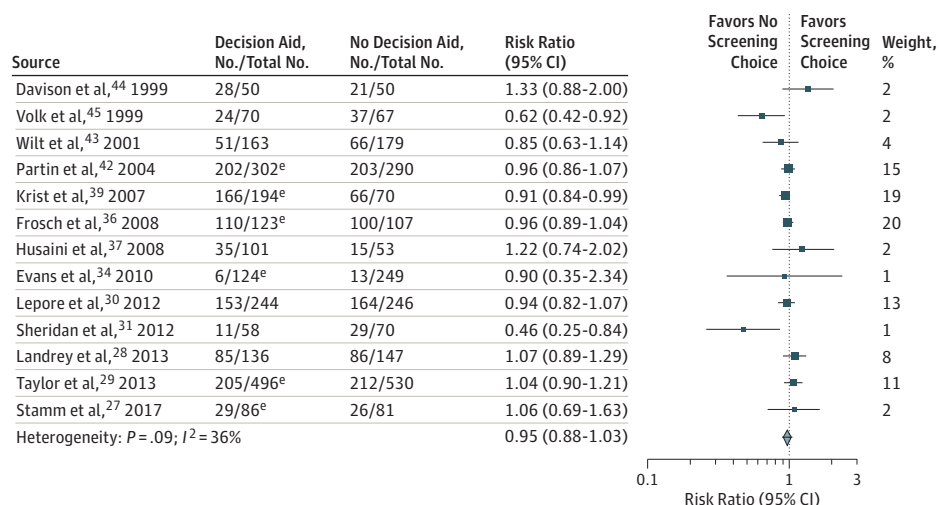 Favors No Screening Choice
Favors Screening Choice
Source Decision Aid, No./Total No. No Decision Aid, No./Total No. Risk Ratio (95% CI) Weight, %
Davison et al,44 1999 28/50 21/50 1.33 (0.88-2.00) 2
Volk et al,45 1999 24/70 37/67 0.62 (0.42-0.92) 2
Wilt et al,43 2001 51/163 66/179 0.85 (0.63-1.14) 4
Partin et al,42 2004 202/302e 203/290 0.96 (0.86-1.07) 15
Krist et al,39 2007 166/194e 66/70 0.91 (0.84-0.99) 19
Frosch et al,36 2008 110/123e 100/107 0.96 (0.89-1.04) 20
Husaini et al,37 2008 35/101 15/53 1.22 (0.74-2.02) 2
Evans et al,34 2010 6/124e 13/249 0.90 (0.35-2.34) 1
Lepore et al,30 2012 153/244 164/246 0.94 (0.82-1.07) 13
Sheridan et al,31 2012 11/58 29/70 0.46 (0.25-0.84) 1
Landrey et al,28 2013 85/136 86/147 1.07 (0.89-1.29) 8
Taylor et al,29 2013 205/496e 212/530 1.04 (0.90-1.21) 11
Stamm et al,27 2017 29/86e 26/81 1.06 (0.69-1.63) 2
Heterogeneity: P = .09; I2 = 36% 0.95 (0.88-1.03)
0.1 1 3
Risk Ratio (95% CI)